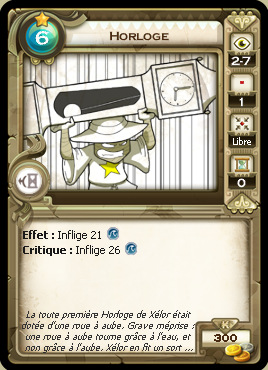 6
HORLOGE
2-7
1
Libre
0
Effet : Inflige 21
Critique : Inflige 26
La toute première Horloge de Xélor était
dotée d'une roue à aube. Grave méprise :
une roue à aube tourne grâce à l'eau, et
non grâce à l'aube. Xélor en fit un sort ...
K
300